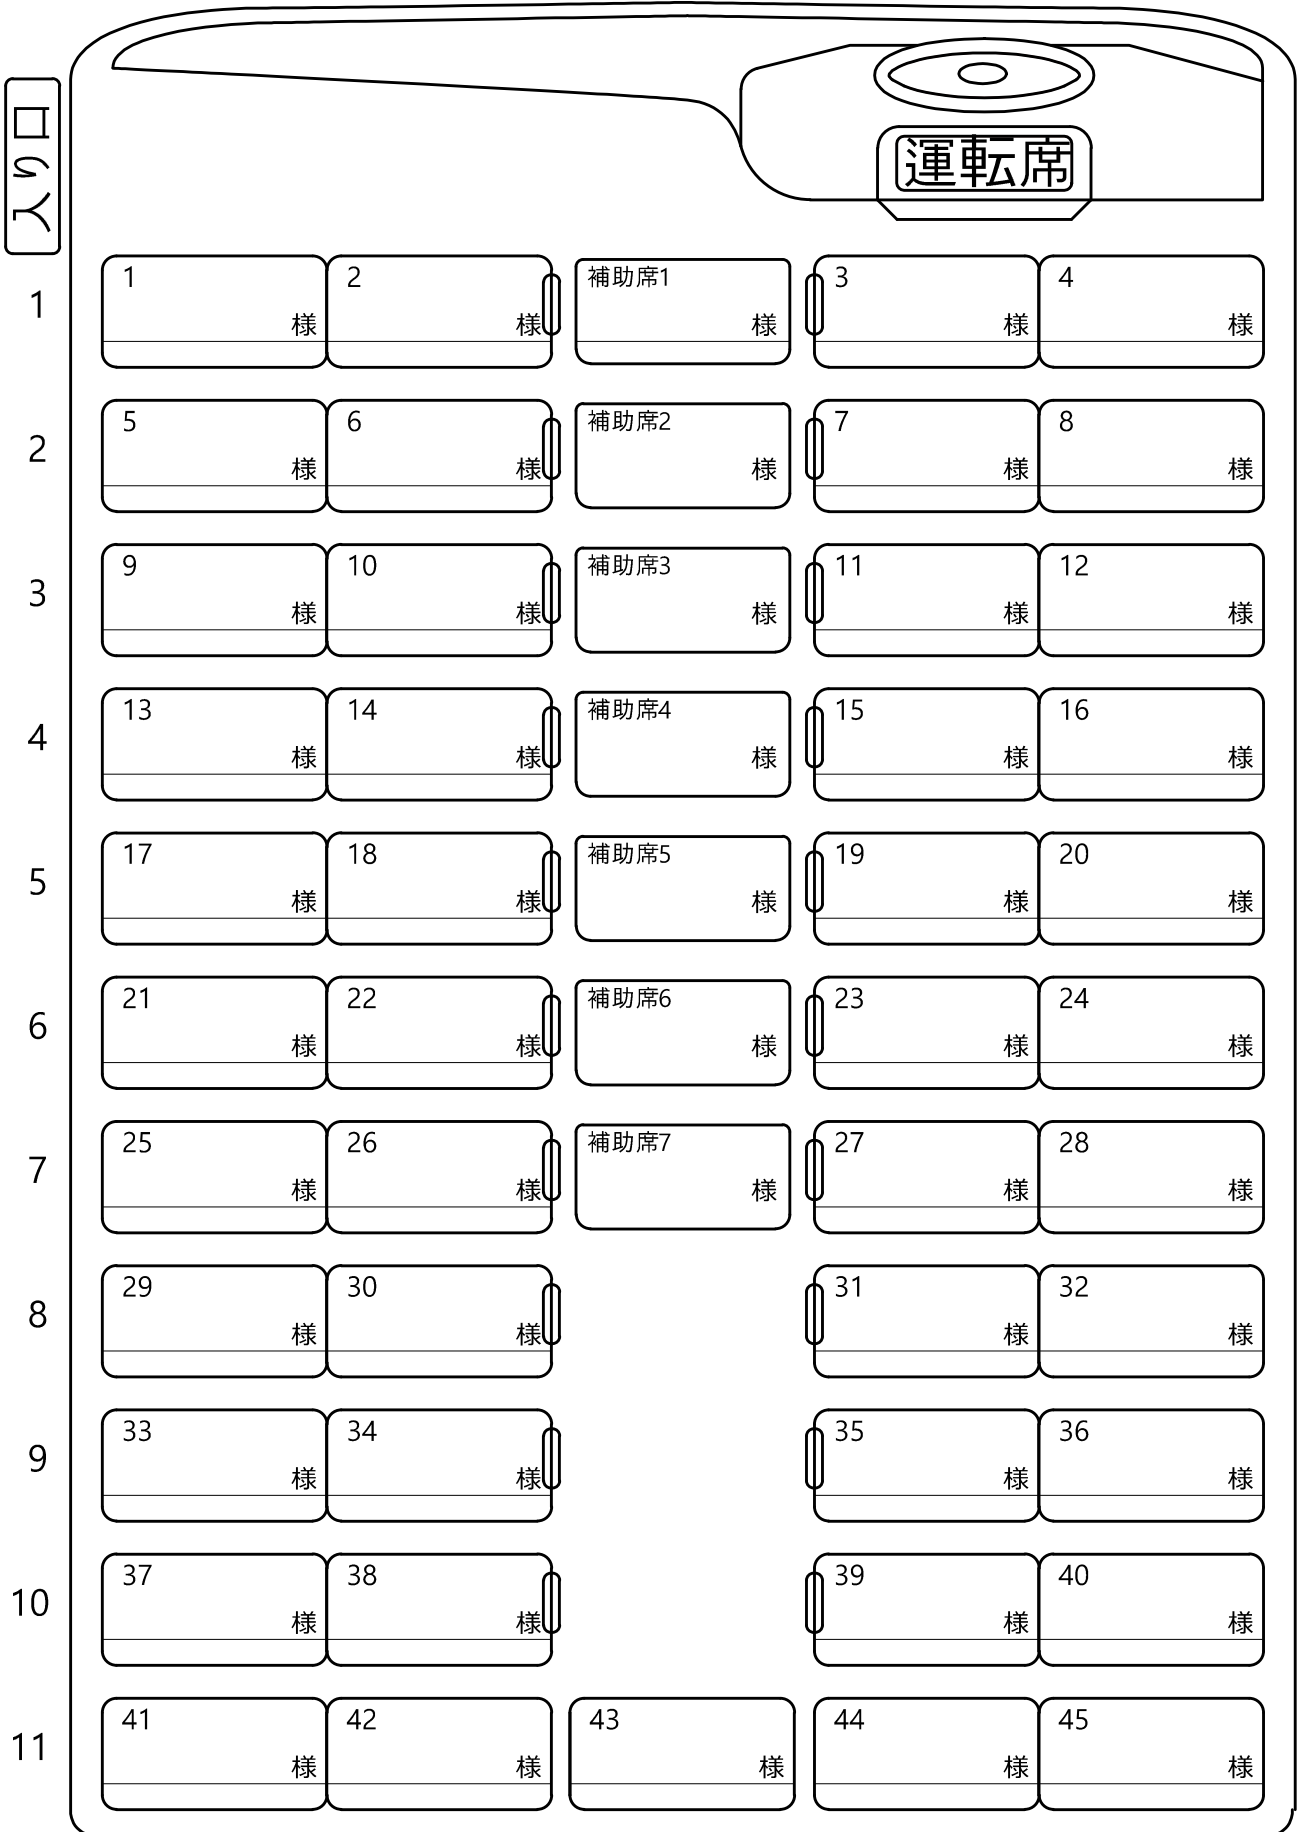 運転席
入り口
1
1 様
2 様
補助席1 様
3 様
4 様
2
5 様
6 様
補助席2 様
7 様
8 様
3
9 様
10 様
補助席3 様
11 様
12 様
4
13 様
14 様
補助席4 様
15 様
16 様
5
17 様
18 様
補助席5 様
19 様
20 様
6
21 様
22 様
補助席6 様
23 様
24 様
7
25 様
26 様
補助席7 様
27 様
28 様
8
29 様
30 様
31 様
32 様
9
33 様
34 様
35 様
36 様
10
37 様
38 様
39 様
40 様
11
41 様
42 様
43 様
44 様
45 様